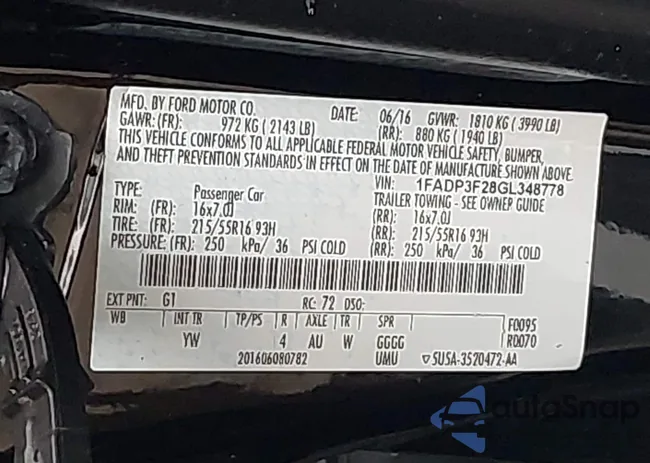 MFD. BY FORD MOTOR CO. DATE: 06/16 GVWR: 1810 KG ( 3990 LB)
GAWR: (FR): 972 KG ( 2143 LB) (RR): 880 KG ( 1940 LB)
THIS VEHICLE CONFORMS TO ALL APPLICABLE FEDERAL MOTOR VEHICLE SAFETY, BUMPER,
AND THEFT PREVENTION STANDARDS IN EFFECT ON THE DATE OF MANUFACTURE SHOWN ABOVE.
VIN: 1FADP3F28GL348778
TYPE: Passenger Car TRAILER TOWING - SEE OWNER GUIDE
RIM: (FR): 16x7.0J (RR): 16x7.0J
TIRE: (FR): 215/55R16 93H (RR): 215/55R16 93H
PRESSURE: (FR): 250 kPa/ 36 PSI COLD (RR): 250 kPa/ 36 PSI COLD
EXT PNT: G1 RC: 72 DSO:
WB INT TR TP/PS R AXLE TR SPR F0095
YW 4 AU W GGGG R0070
201606080782 UMU 5U5A-3520472-AA
autoSnap